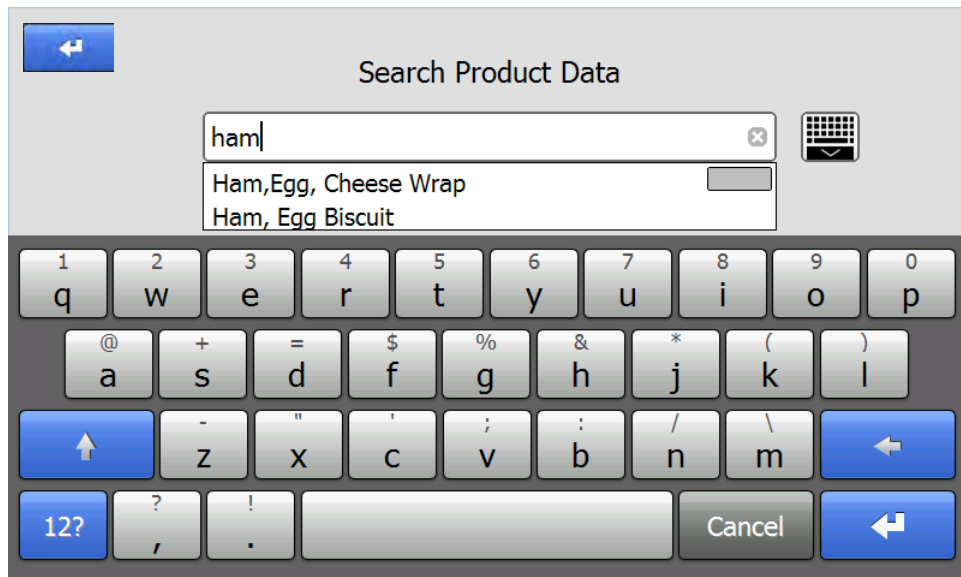 Search Product Data
ham
Ham,Egg, Cheese Wrap
Ham, Egg Biscuit
1 2 3 4 5 6 7 8 9 0
q w e r t y u i o p
@ + = $ % & * ( )
a s d f g h j k l
- " ' ; : / \
z x c v b n m
? !
12? , . Cancel